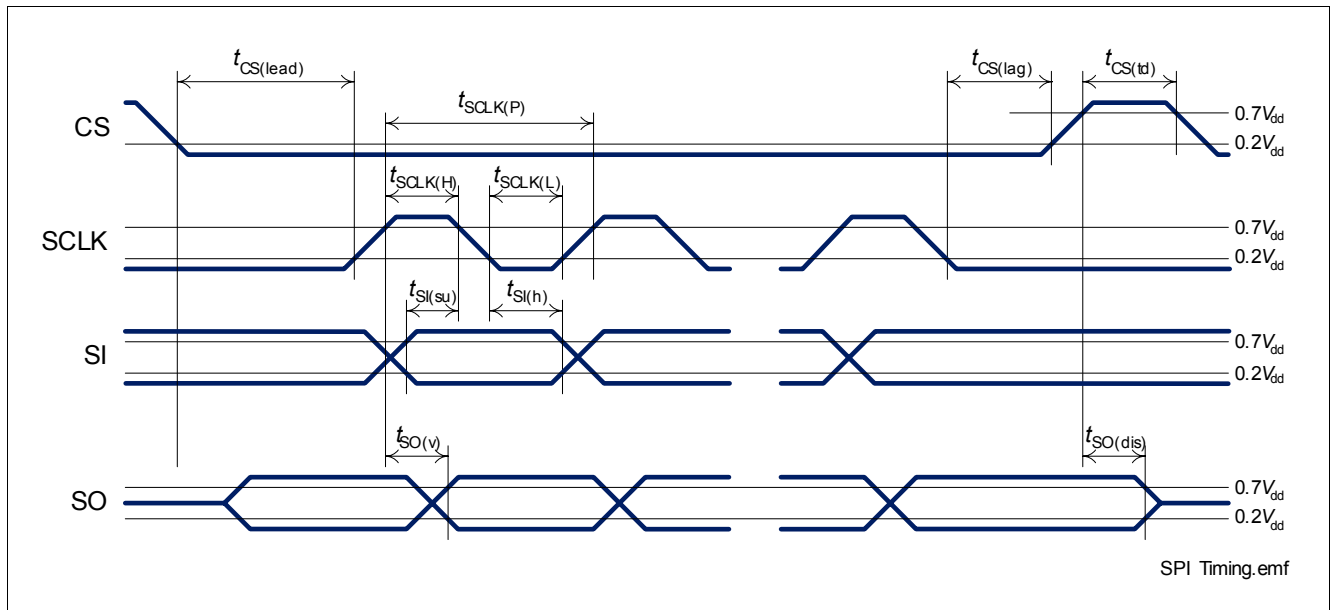 tCS(lead)
tCS(lag)
tCS(td)
tSCLK(P)
CS
0.7Vdd
0.2Vdd
tSCLK(H)
tSCLK(L)
SCLK
0.7Vdd
0.2Vdd
tSI(su)
tSI(h)
SI
0.7Vdd
0.2Vdd
tSO(v)
tSO(dis)
SO
0.7Vdd
0.2Vdd
SPI Timing.emf